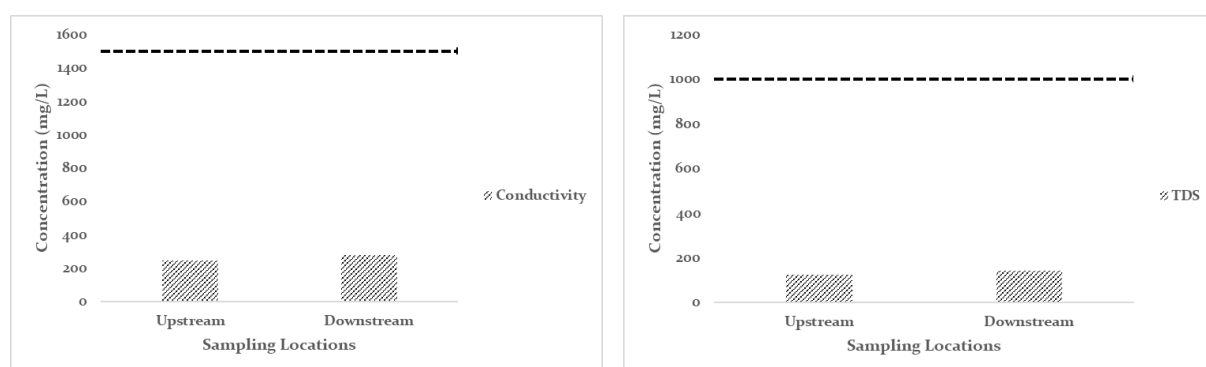 1600
1400
1200
1000
800
600
400
200
0
Concentration (mg/L)
Upstream
Downstream
Sampling Locations
Conductivity
1200
1000
800
600
400
200
0
Concentration (mg/L)
Upstream
Downstream
Sampling Locations
TDS